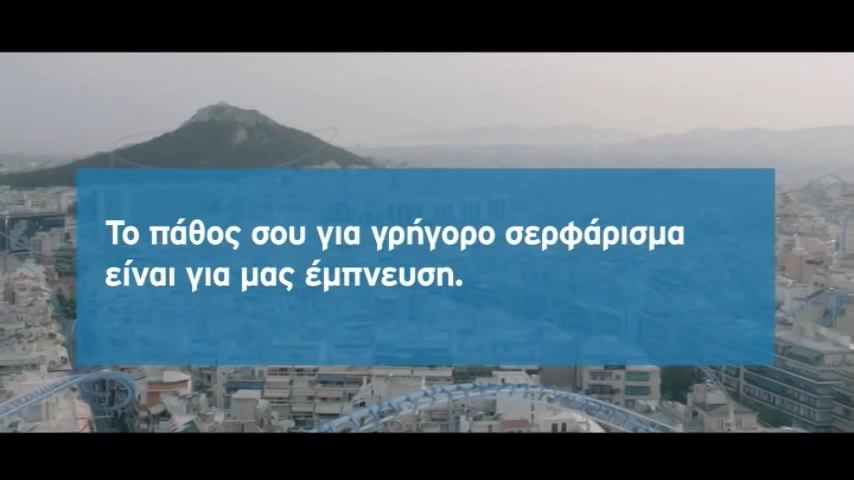 Το πάθος σου για γρήγορο σερφάρισμα
είναι για μας έμπνευση.